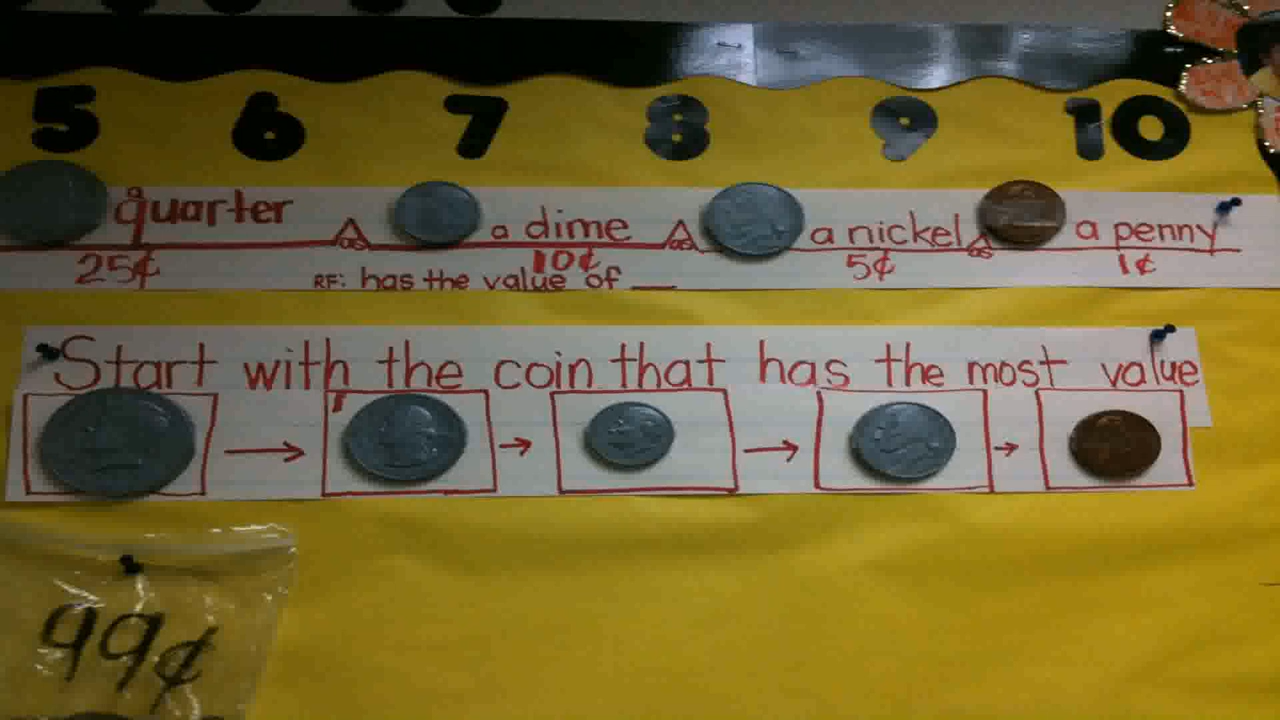 5 6 7 8 9 10
quarter a dime a nickel a penny
25¢ 10¢ 5¢ 1¢
RF: has the value of __
Start with the coin that has the most value
99¢